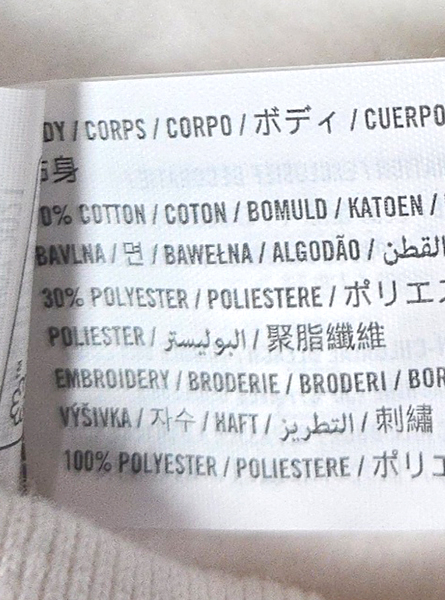 DY / CORPS / CORPO / ボディ / CUERPO
身
0% COTTON / COTON / BOMULD / KATOEN /
BAVLNA / 면 / BAWEŁNA / ALGODÃO / القطن
30% POLYESTER / POLIESTERE / ポリエス
POLIESTER / البوليستر / 聚脂纖維
EMBROIDERY / BRODERIE / BRODERI / BOR
VÝŠIVKA / 자수 / HAFT / التطريز / 刺繡
100% POLYESTER / POLIESTERE / ポリエ